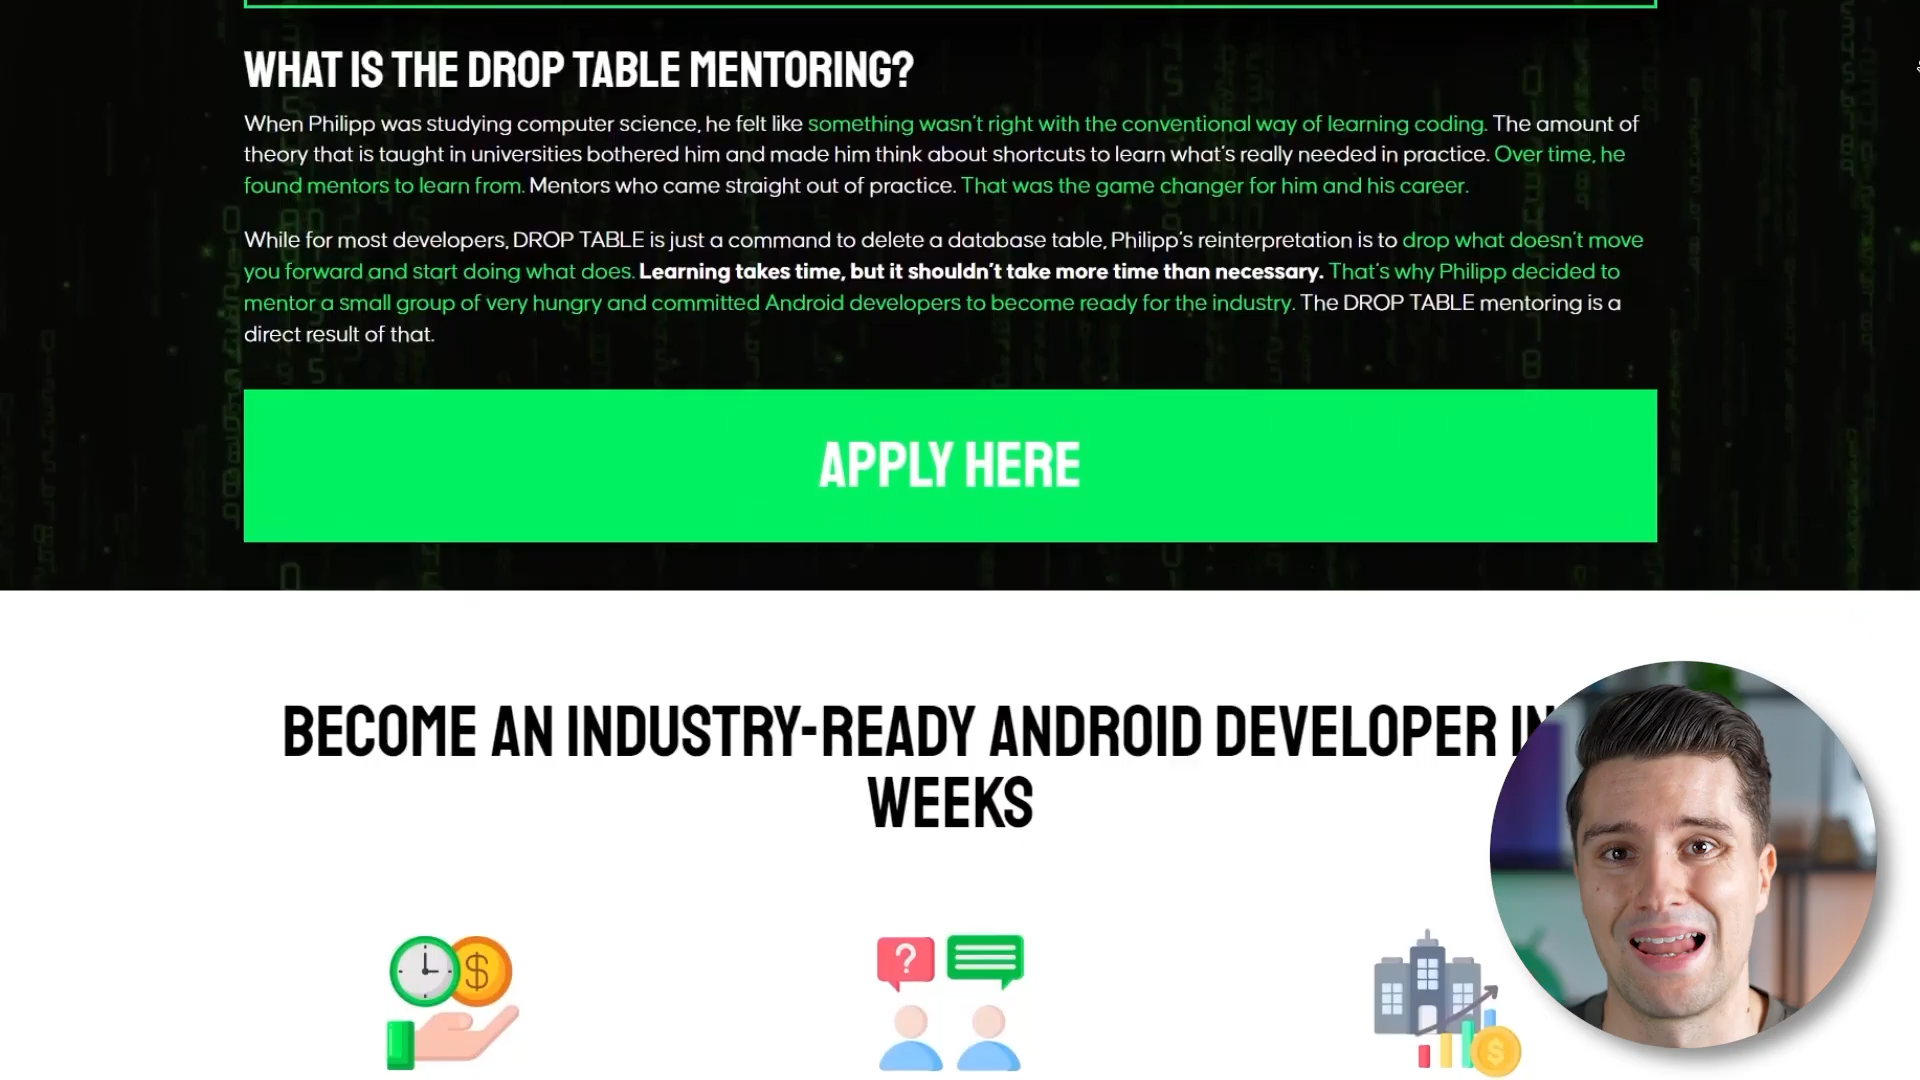 WHAT IS THE DROP TABLE MENTORING?
When Philipp was studying computer science, he felt like something wasn't right with the conventional way of learning coding. The amount of
theory that is taught in universities bothered him and made him think about shortcuts to learn what's really needed in practice. Over time, he
found mentors to learn from. Mentors who came straight out of practice. That was the game changer for him and his career.
While for most developers, DROP TABLE is just a command to delete a database table, Philipp's reinterpretation is to drop what doesn't move
you forward and start doing what does. Learning takes time, but it shouldn't take more time than necessary. That's why Philipp decided to
mentor a small group of very hungry and committed Android developers to become ready for the industry. The DROP TABLE mentoring is a
direct result of that.
APPLY HERE
BECOME AN INDUSTRY-READY ANDROID DEVELOPER IN
WEEKS